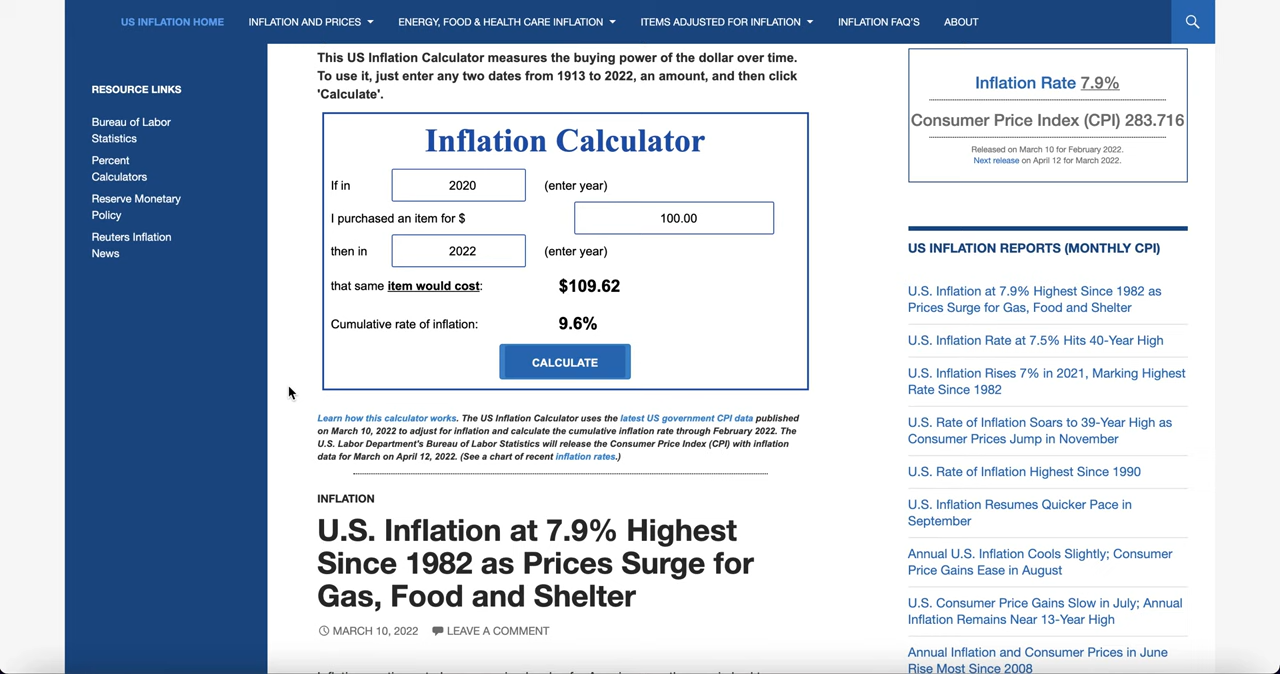 US INFLATION HOME INFLATION AND PRICES ENERGY, FOOD & HEALTH CARE INFLATION ITEMS ADJUSTED FOR INFLATION INFLATION FAQ'S ABOUT
RESOURCE LINKS
Bureau of Labor
Statistics
Percent
Calculators
Reserve Monetary
Policy
Reuters Inflation
News
This US Inflation Calculator measures the buying power of the dollar over time.
To use it, just enter any two dates from 1913 to 2022, an amount, and then click
'Calculate'.
Inflation Calculator
If in 2020 (enter year)
I purchased an item for $ 100.00
then in 2022 (enter year)
that same item would cost: $109.62
Cumulative rate of inflation: 9.6%
CALCULATE
Learn how this calculator works. The US Inflation Calculator uses the latest US government CPI data published
on March 10, 2022 to adjust for inflation and calculate the cumulative inflation rate through February 2022. The
U.S. Labor Department's Bureau of Labor Statistics will release the Consumer Price Index (CPI) with inflation
data for March on April 12, 2022. (See a chart of recent inflation rates.)
INFLATION
U.S. Inflation at 7.9% Highest
Since 1982 as Prices Surge for
Gas, Food and Shelter
MARCH 10, 2022 LEAVE A COMMENT
Inflation Rate 7.9%
Consumer Price Index (CPI) 283.716
Released on March 10 for February 2022.
Next release on April 12 for March 2022.
US INFLATION REPORTS (MONTHLY CPI)
U.S. Inflation at 7.9% Highest Since 1982 as
Prices Surge for Gas, Food and Shelter
U.S. Inflation Rate at 7.5% Hits 40-Year High
U.S. Inflation Rises 7% in 2021, Marking Highest
Rate Since 1982
U.S. Rate of Inflation Soars to 39-Year High as
Consumer Prices Jump in November
U.S. Rate of Inflation Highest Since 1990
U.S. Inflation Resumes Quicker Pace in
September
Annual U.S. Inflation Cools Slightly; Consumer
Price Gains Ease in August
U.S. Consumer Price Gains Slow in July; Annual
Inflation Remains Near 13-Year High
Annual Inflation and Consumer Prices in June
Rise Most Since 2008